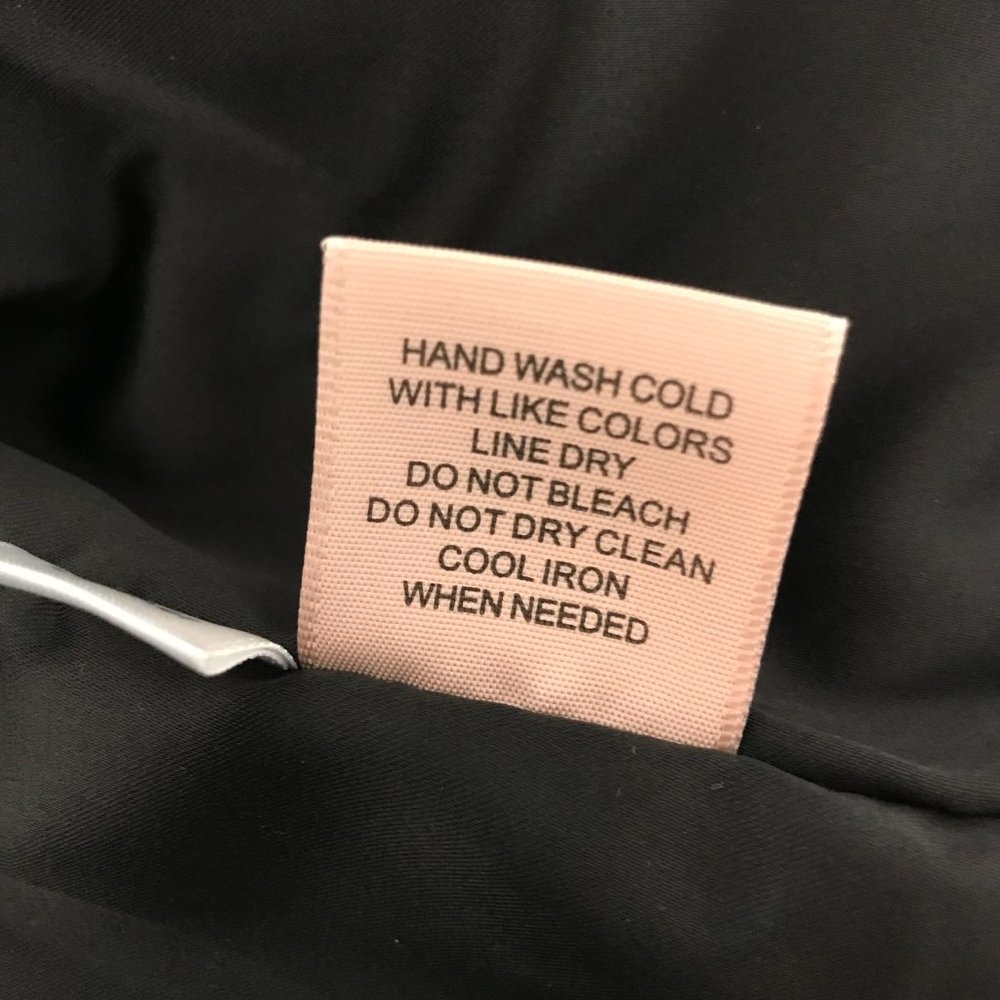 HAND WASH COLD
WITH LIKE COLORS
LINE DRY
DO NOT BLEACH
DO NOT DRY CLEAN
COOL IRON
WHEN NEEDED